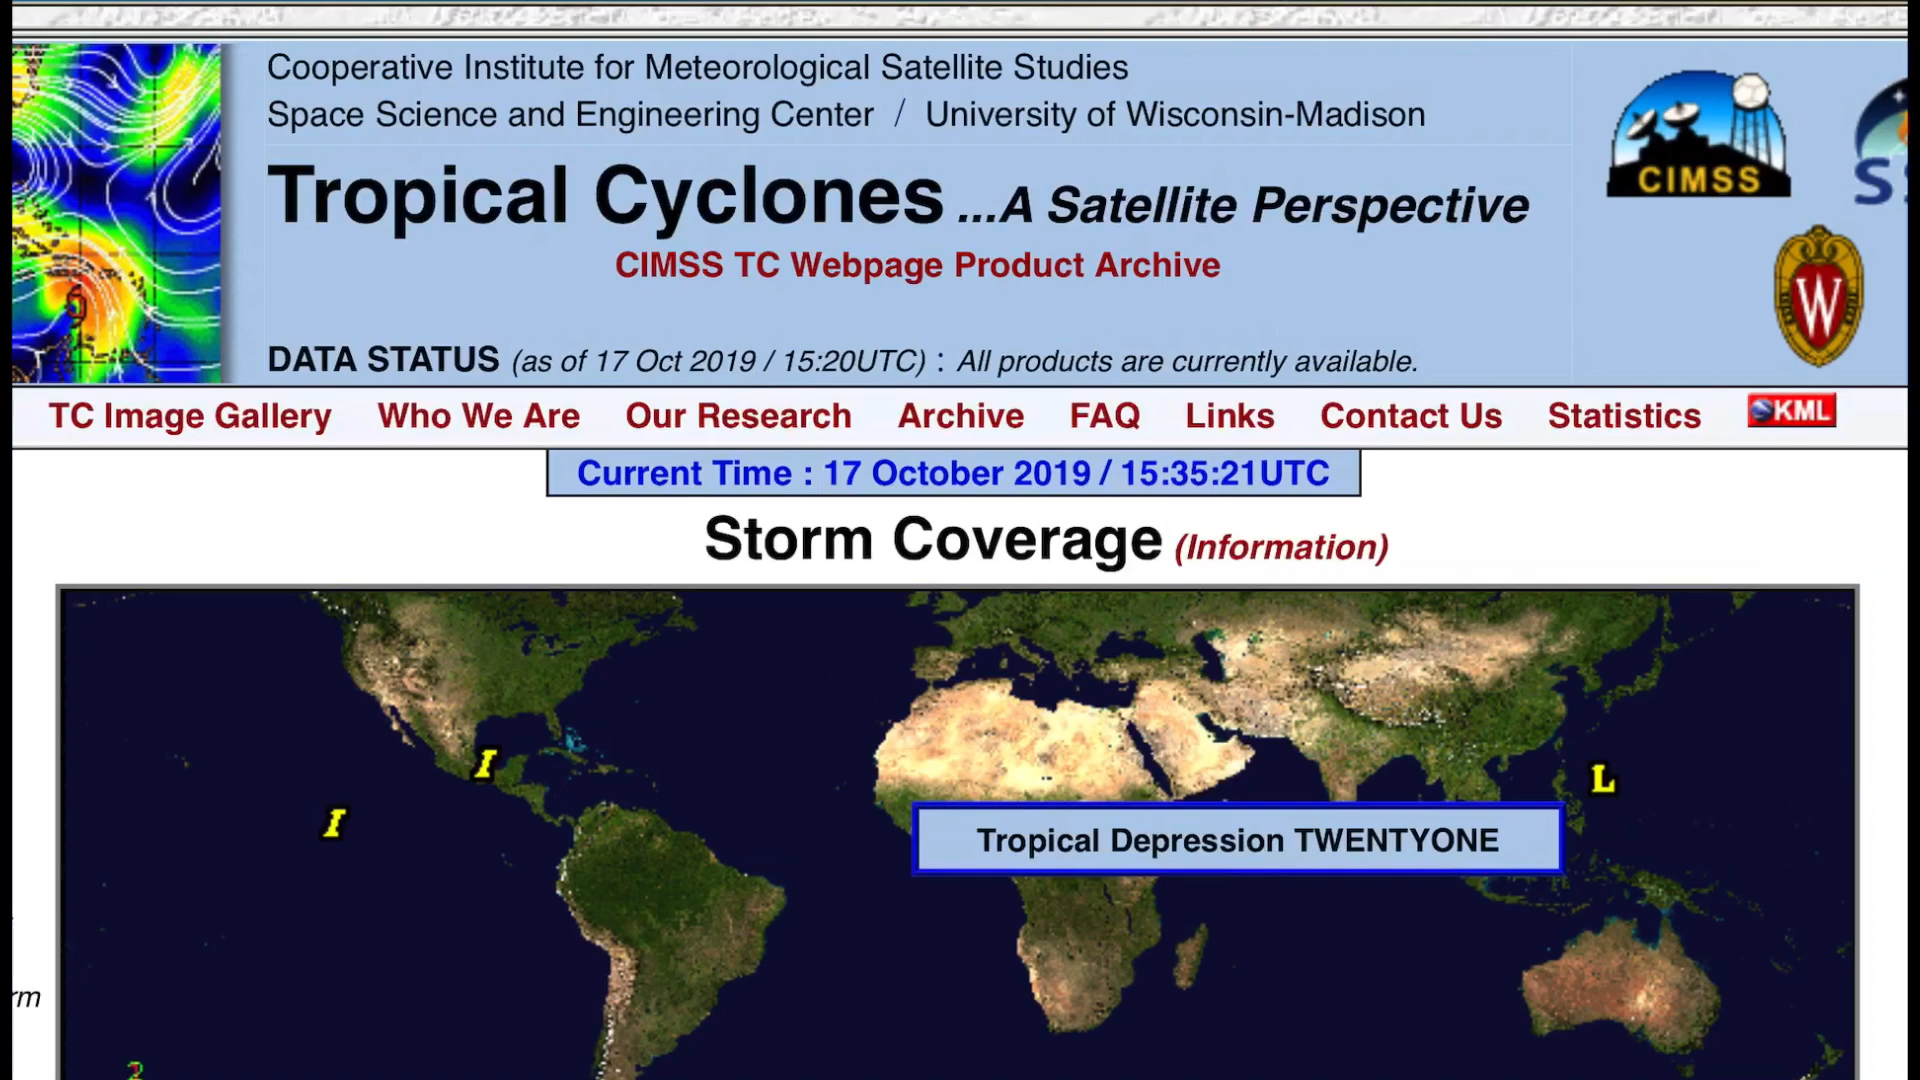 Cooperative Institute for Meteorological Satellite Studies
Space Science and Engineering Center / University of Wisconsin-Madison
Tropical Cyclones ...A Satellite Perspective
CIMSS TC Webpage Product Archive
DATA STATUS (as of 17 Oct 2019 / 15:20UTC) : All products are currently available.
CIMSS
W
TC Image Gallery Who We Are Our Research Archive FAQ Links Contact Us Statistics KML
Current Time : 17 October 2019 / 15:35:21UTC
Storm Coverage (Information)
I
L
I
Tropical Depression TWENTYONE
rm